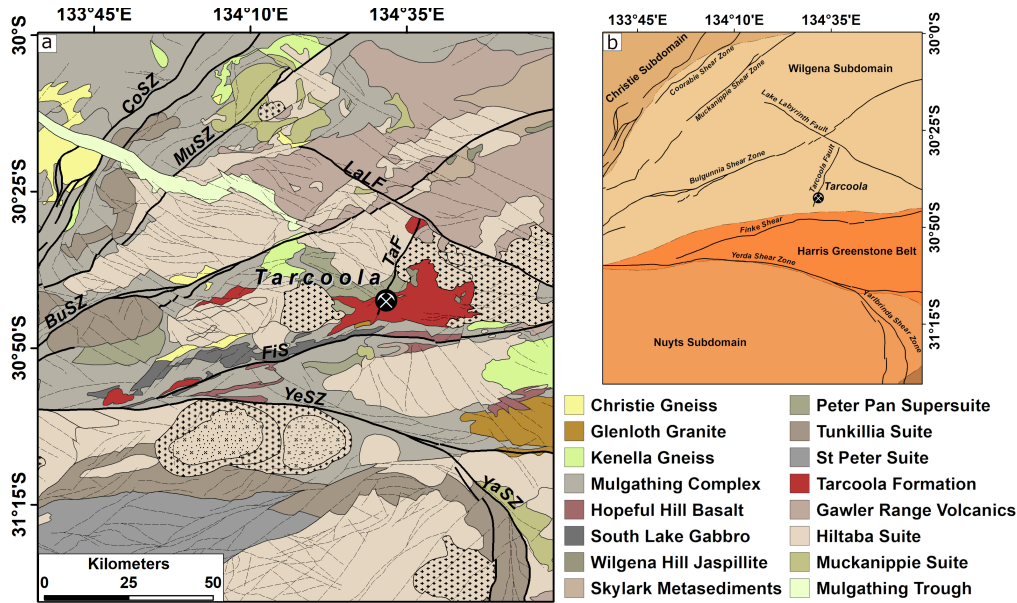 133°45'E 134°10'E 134°35'E
30°S
30°25'S
30°50'S
31°15'S
a
CoSZ
MuSZ
LaLF
TaF
Tarcoola
BuSZ
FiS
YeSZ
YaSZ
Kilometers
0 25 50
133°45'E 134°10'E 134°35'E
30°0'S
30°25'S
30°50'S
31°15'S
b
Christie Subdomain
Coorabie Shear Zone
Muckanippie Shear Zone
Wilgena Subdomain
Lake Labyrinth Fault
Bulgunnia Shear Zone
Tarcoola Fault
Tarcoola
Finke Shear
Harris Greenstone Belt
Yerda Shear Zone
Yarlbrinda Shear Zone
Nuyts Subdomain
Christie Gneiss
Glenloth Granite
Kenella Gneiss
Mulgathing Complex
Hopeful Hill Basalt
South Lake Gabbro
Wilgena Hill Jaspillite
Skylark Metasediments
Peter Pan Supersuite
Tunkillia Suite
St Peter Suite
Tarcoola Formation
Gawler Range Volcanics
Hiltaba Suite
Muckanippie Suite
Mulgathing Trough